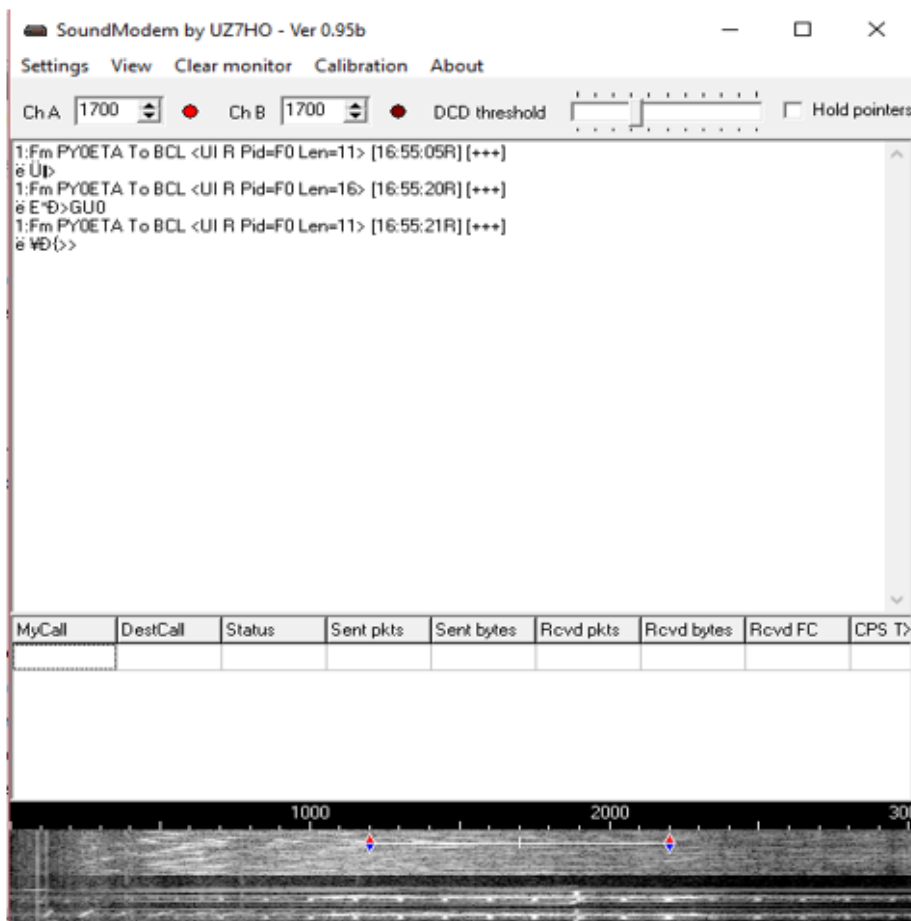 SoundModem by UZ7HO - Ver 0.95b
Settings View Clear monitor Calibration About
Ch A 1700 Ch B 1700 DCD threshold Hold pointers
1:Fm PY0ETA To BCL <UI R Pid=F0 Len=11> [16:55:05R] [+++]
1:Fm PY0ETA To BCL <UI R Pid=F0 Len=16> [16:55:20R] [+++]
ë E"Ð>GU0
1:Fm PY0ETA To BCL <UI R Pid=F0 Len=11> [16:55:21R] [+++]
ë ¥Ð{>>
MyCall DestCall Status Sent pkts Sent bytes Rcvd pkts Rcvd bytes Rcvd FC CPS
1000 2000